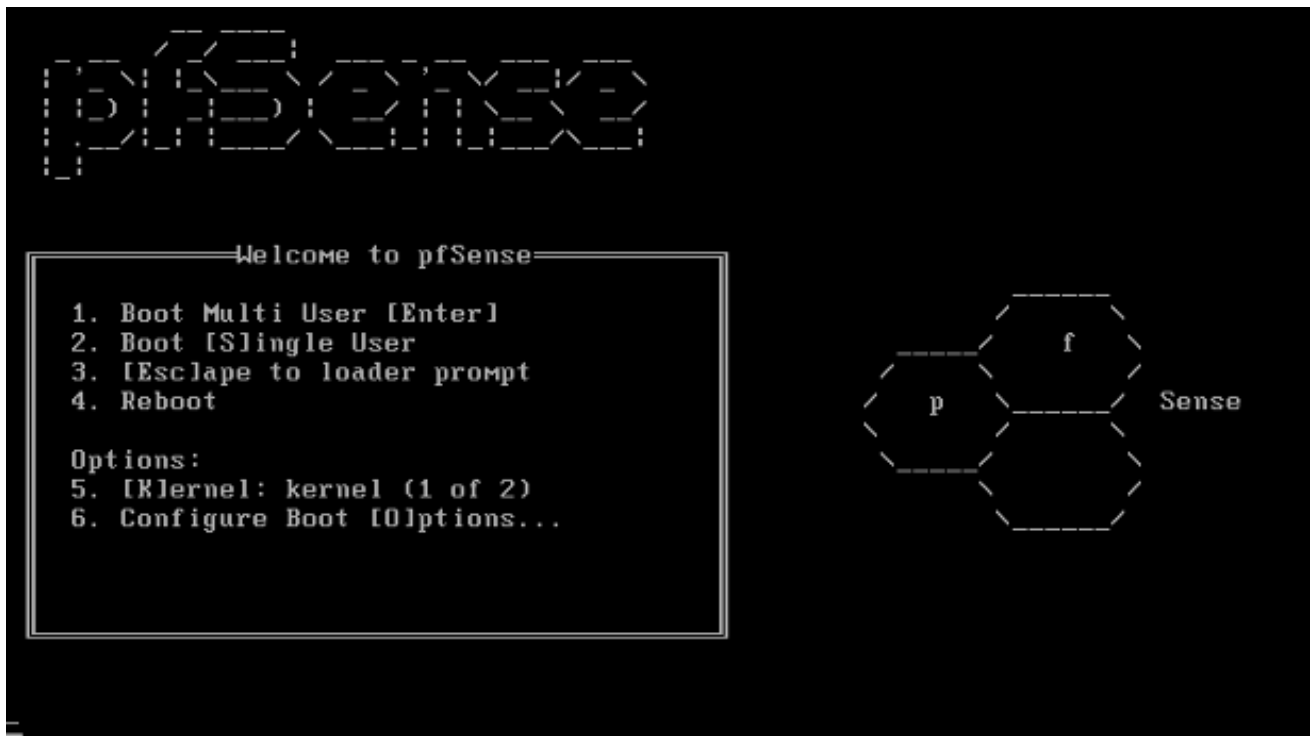 pfSense
Welcome to pfSense
1. Boot Multi User [Enter]
2. Boot [S]ingle User
3. [Esc]ape to loader prompt
4. Reboot
Options:
5. [K]ernel: kernel (1 of 2)
6. Configure Boot [O]ptions...
f
p
Sense